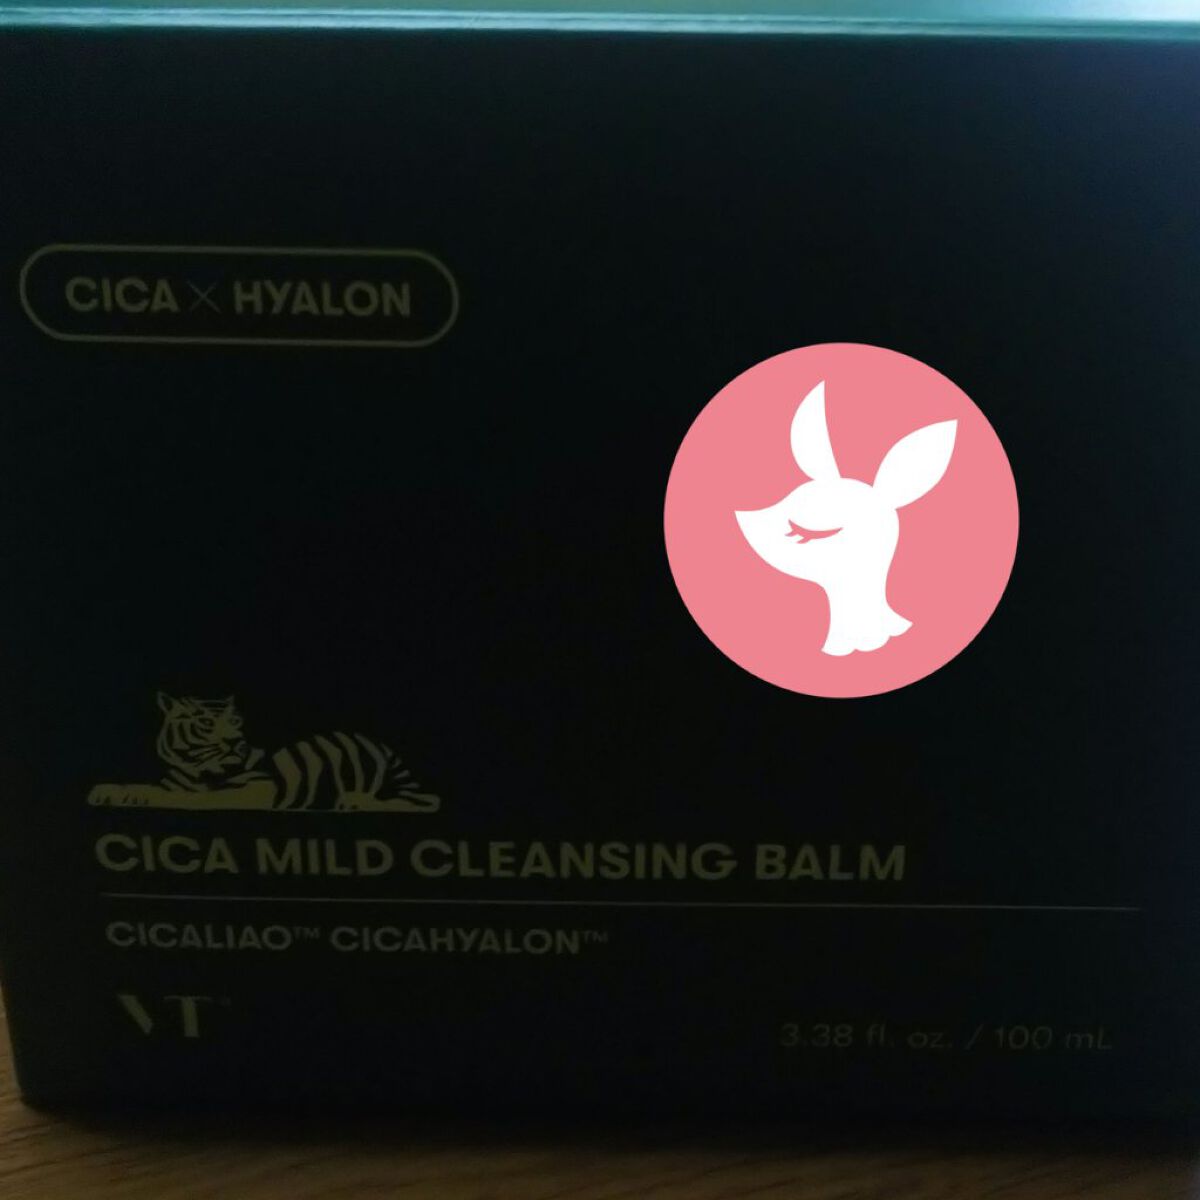 CICA × HYALON
CICA MILD CLEANSING BALM
CICALIAO™ CICAHYALON™
VT
3.38 fl. oz. / 100 mL